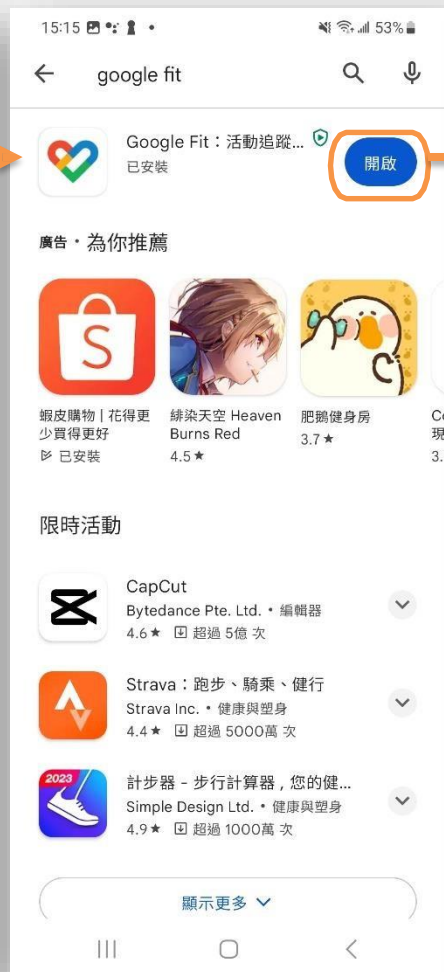 15:15 53%
google fit
Google Fit：活動追蹤...
已安裝
開啟
廣告・為你推薦
S
蝦皮購物 | 花得更
少買得更好
已安裝
緋染天空 Heaven
Burns Red
4.5★
肥鵝健身房
3.7★
Co
現
3.
限時活動
CapCut
Bytedance Pte. Ltd. • 編輯器
4.6★ 超過 5億 次
Strava：跑步、騎乘、健行
Strava Inc. • 健康與塑身
4.4★ 超過 5000萬 次
2023
計步器 - 步行計算器 , 您的健...
Simple Design Ltd. • 健康與塑身
4.9★ 超過 1000萬 次
顯示更多